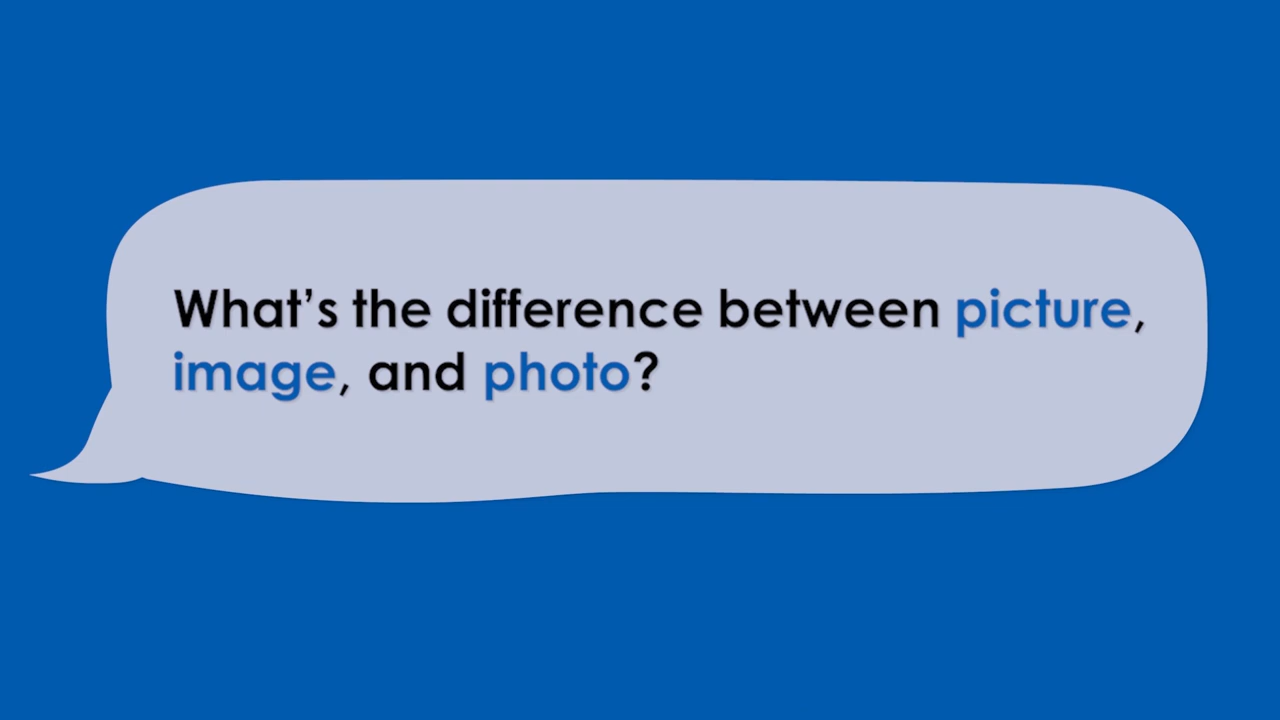 What’s the difference between picture,
image, and photo?